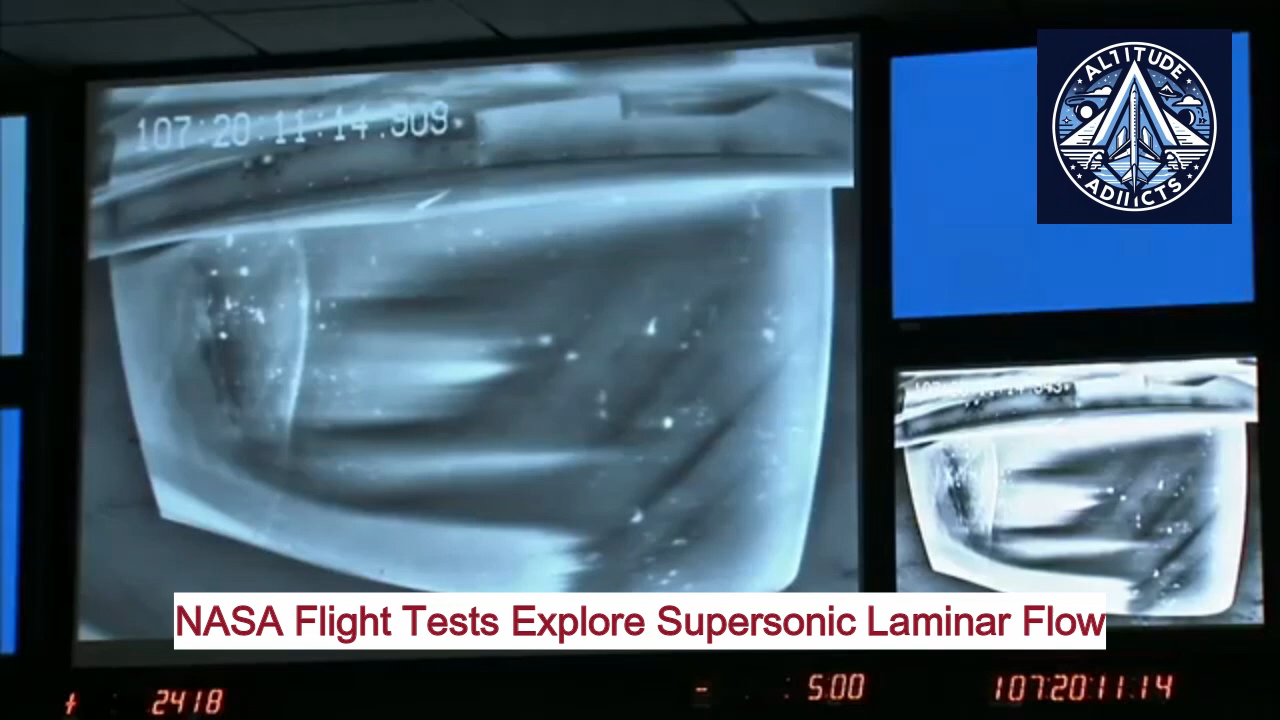 107:20:11:14.909
ALTITUDE
ADIIICTS
NASA Flight Tests Explore Supersonic Laminar Flow
2418
- : 5.00
107:20:11:14